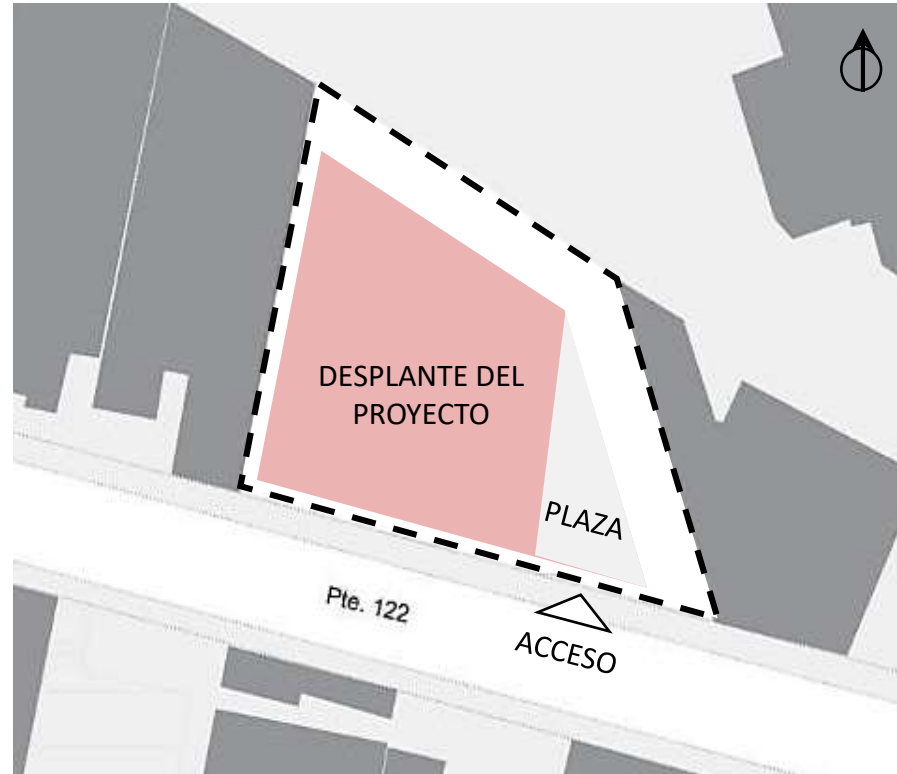 DESPLANTE DEL
PROYECTO
PLAZA
Pte. 122
ACCESO